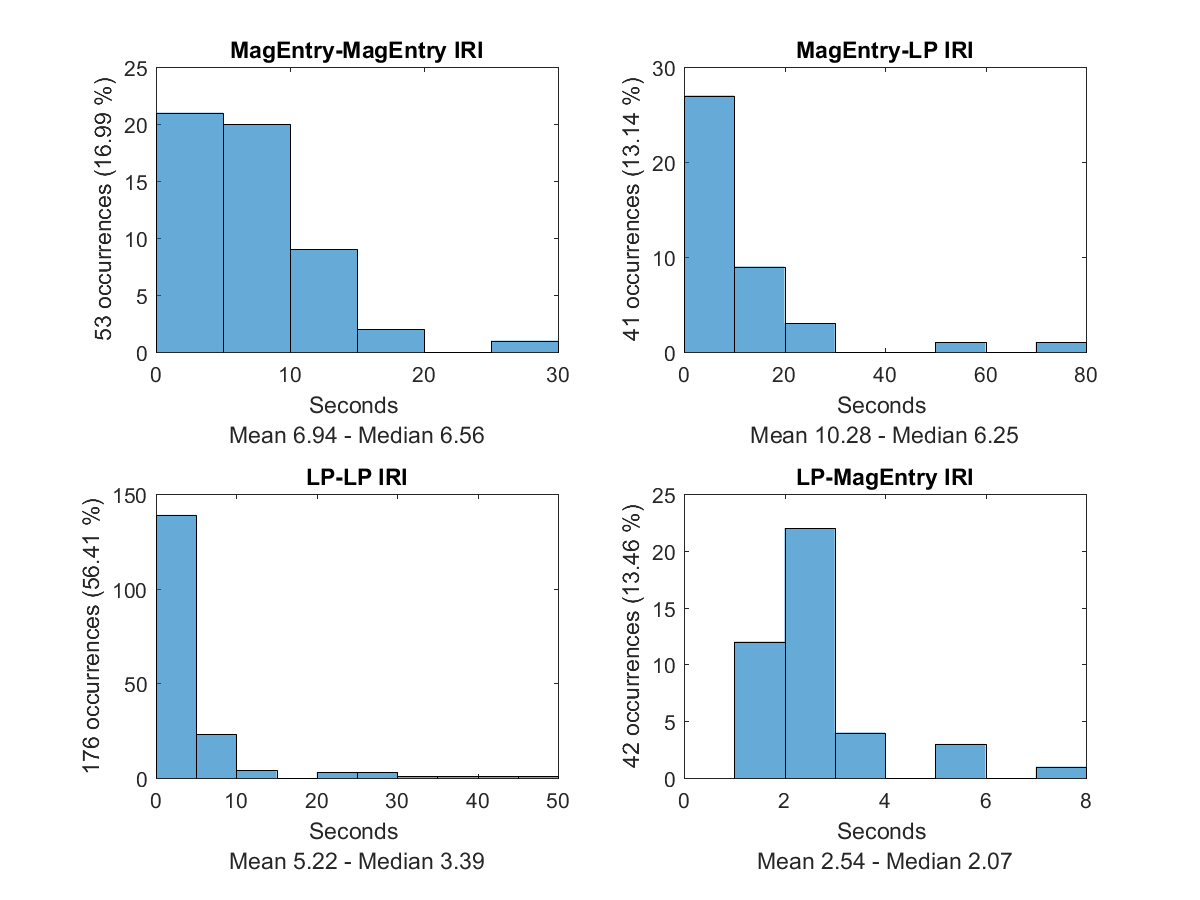 MagEntry-MagEntry IRI
53 occurrences (16.99 %)
25
20
15
10
5
0
0 10 20 30
Seconds
Mean 6.94 - Median 6.56
MagEntry-LP IRI
41 occurrences (13.14 %)
30
20
10
0
0 20 40 60 80
Seconds
Mean 10.28 - Median 6.25
LP-LP IRI
176 occurrences (56.41 %)
150
100
50
0
0 10 20 30 40 50
Seconds
Mean 5.22 - Median 3.39
LP-MagEntry IRI
42 occurrences (13.46 %)
25
20
15
10
5
0
0 2 4 6 8
Seconds
Mean 2.54 - Median 2.07